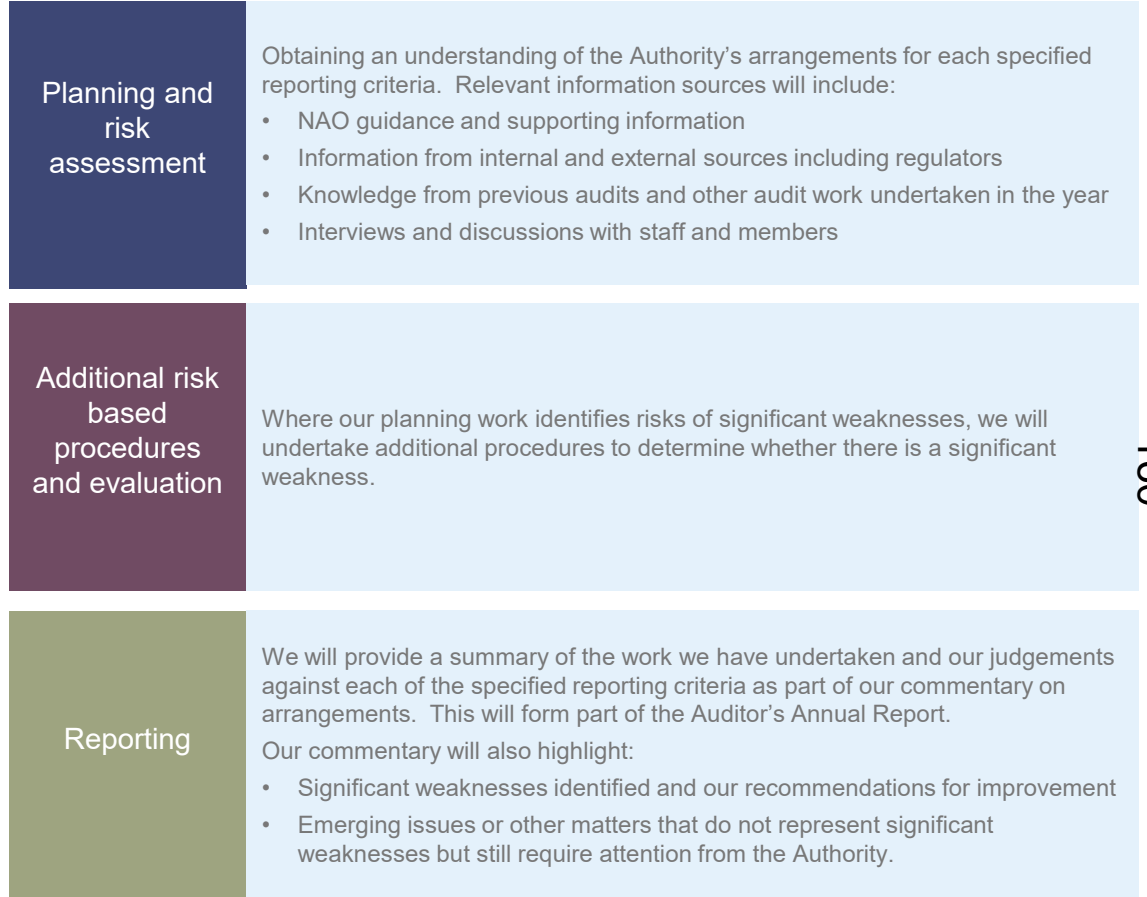 Planning and
risk
assessment
Obtaining an understanding of the Authority’s arrangements for each specified
reporting criteria.  Relevant information sources will include:
• NAO guidance and supporting information
• Information from internal and external sources including regulators
• Knowledge from previous audits and other audit work undertaken in the year
• Interviews and discussions with staff and members
Additional risk
based
procedures
and evaluation
Where our planning work identifies risks of significant weaknesses, we will
undertake additional procedures to determine whether there is a significant
weakness.
Reporting
We will provide a summary of the work we have undertaken and our judgements
against each of the specified reporting criteria as part of our commentary on
arrangements.  This will form part of the Auditor’s Annual Report.
Our commentary will also highlight:
• Significant weaknesses identified and our recommendations for improvement
• Emerging issues or other matters that do not represent significant
weaknesses but still require attention from the Authority.